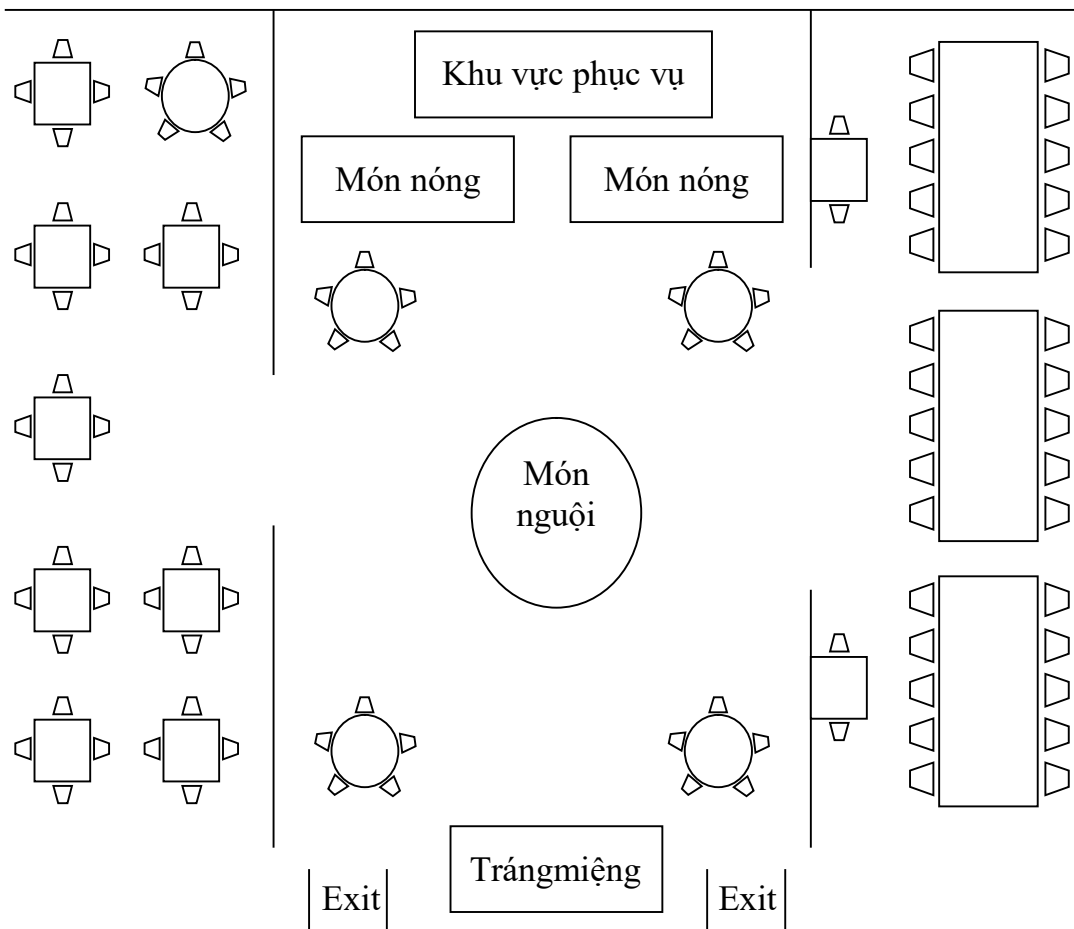 Khu vực phục vụ
Món nóng
Món nóng
Món
nguội
Trángmiệng
Exit
Exit